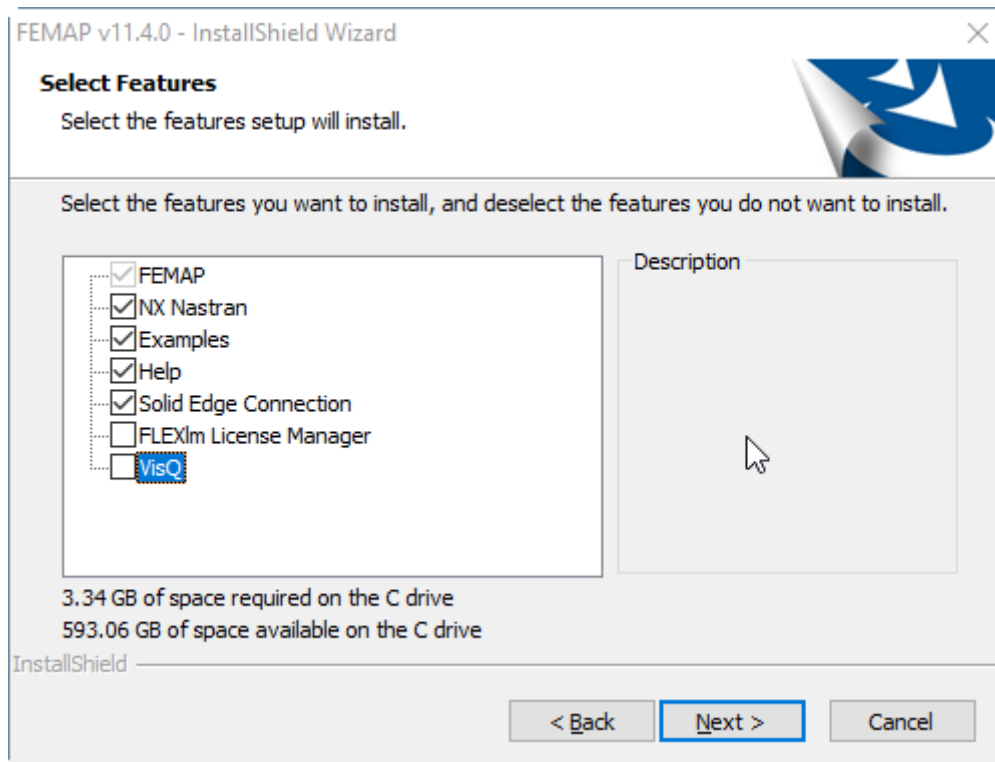 FEMAP v11.4.0 - InstallShield Wizard
Select Features
Select the features setup will install.
Select the features you want to install, and deselect the features you do not want to install.
FEMAP
NX Nastran
Examples
Help
Solid Edge Connection
FLEXlm License Manager
VisQ
Description
3.34 GB of space required on the C drive
593.06 GB of space available on the C drive
InstallShield
< Back
Next >
Cancel